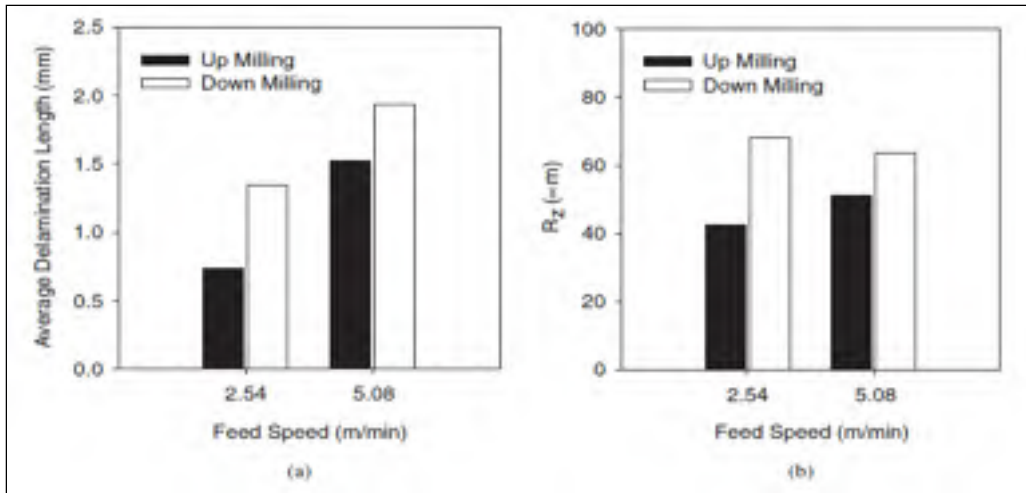 2.5
2.0
1.5
1.0
0.5
0.0
Average Delamination Length (mm)
Up Milling
Down Milling
2.54 5.08
Feed Speed (m/min)
(a)
100
80
60
40
20
0
Rz (~m)
Up Milling
Down Milling
2.54 5.08
Feed Speed (m/min)
(b)